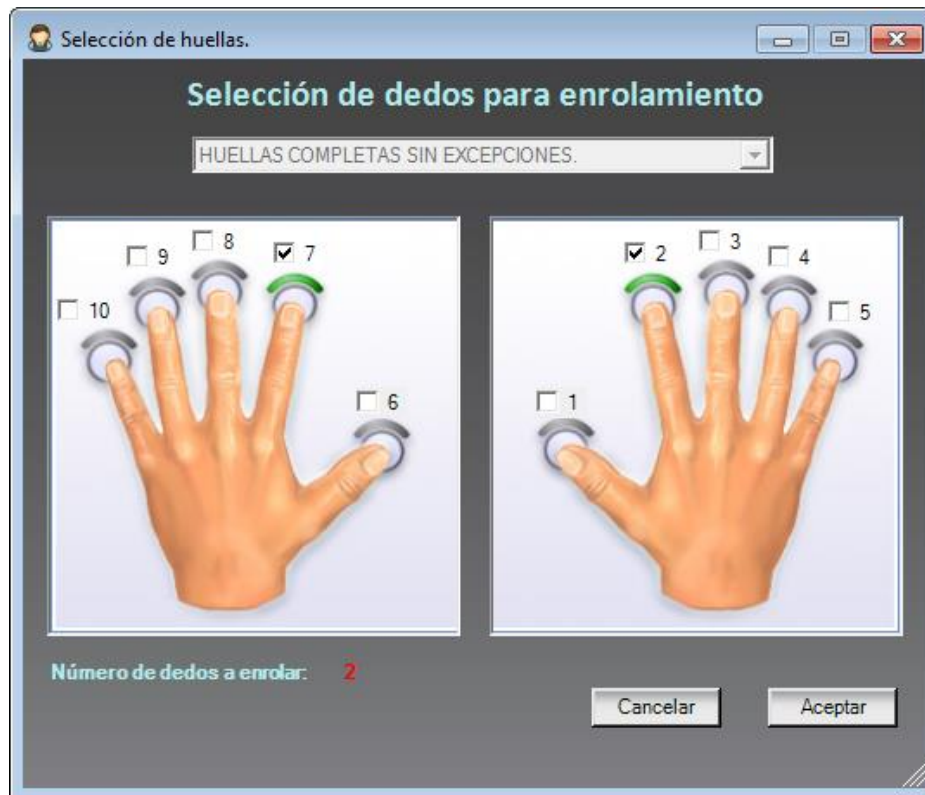 Selección de huellas.
Selección de dedos para enrolamiento
HUELLAS COMPLETAS SIN EXCEPCIONES.
10
9
8
7
6
1
2
3
4
5
Número de dedos a enrolar: 2
Cancelar
Aceptar